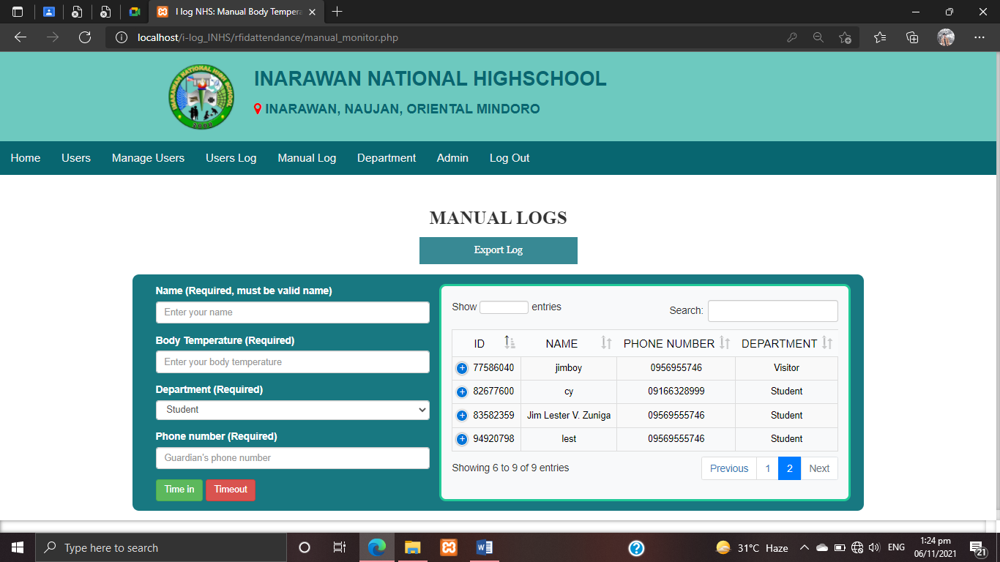 I log NHS: Manual Body Tempera
localhost/i-log_INHS/rfidattendance/manual_monitor.php
INARAWAN NATIONAL HIGH SCHOOL
2000
INARAWAN NATIONAL HIGHSCHOOL
INARAWAN, NAUJAN, ORIENTAL MINDORO
Home Users Manage Users Users Log Manual Log Department Admin Log Out
MANUAL LOGS
Export Log
Name (Required, must be valid name)
Enter your name
Body Temperature (Required)
Enter your body temperature
Department (Required)
Student
Phone number (Required)
Guardian's phone number
Time in Timeout
Show entries Search:
ID NAME PHONE NUMBER DEPARTMENT
77586040 jimboy 0956955746 Visitor
82677600 cy 09166328999 Student
83582359 Jim Lester V. Zuniga 09569555746 Student
94920798 lest 09569555746 Student
Showing 6 to 9 of 9 entries Previous 1 2 Next
Type here to search
31°C Haze ENG 1:24 pm
06/11/2021
21